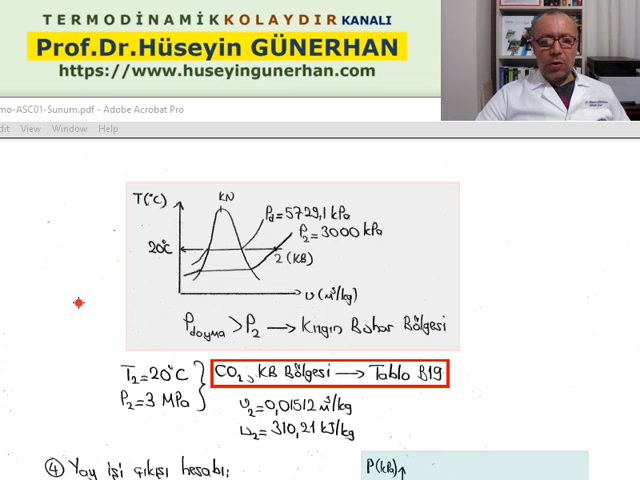 TERMODİNAMİKKOLAYDIR KANALI
Prof.Dr.Hüseyin GÜNERHAN
https://www.huseyingunerhan.com
mo-ASC01-Sunum.pdf - Adobe Acrobat Pro
dit View Window Help
T(°C)
KN
Pd=5729,1 kPa
P2=3000 kPa
20°C
2 (KB)
υ(m³/kg)
Pdoyma > P2 → Kızgın Buhar Bölgesi
T2=20°C
P2=3 MPa
CO2, KB Bölgesi → Tablo B19
υ2=0,01512 m³/kg
u2=310,21 kJ/kg
4 Yay işi çıkışı hesabı;
P(kPa)